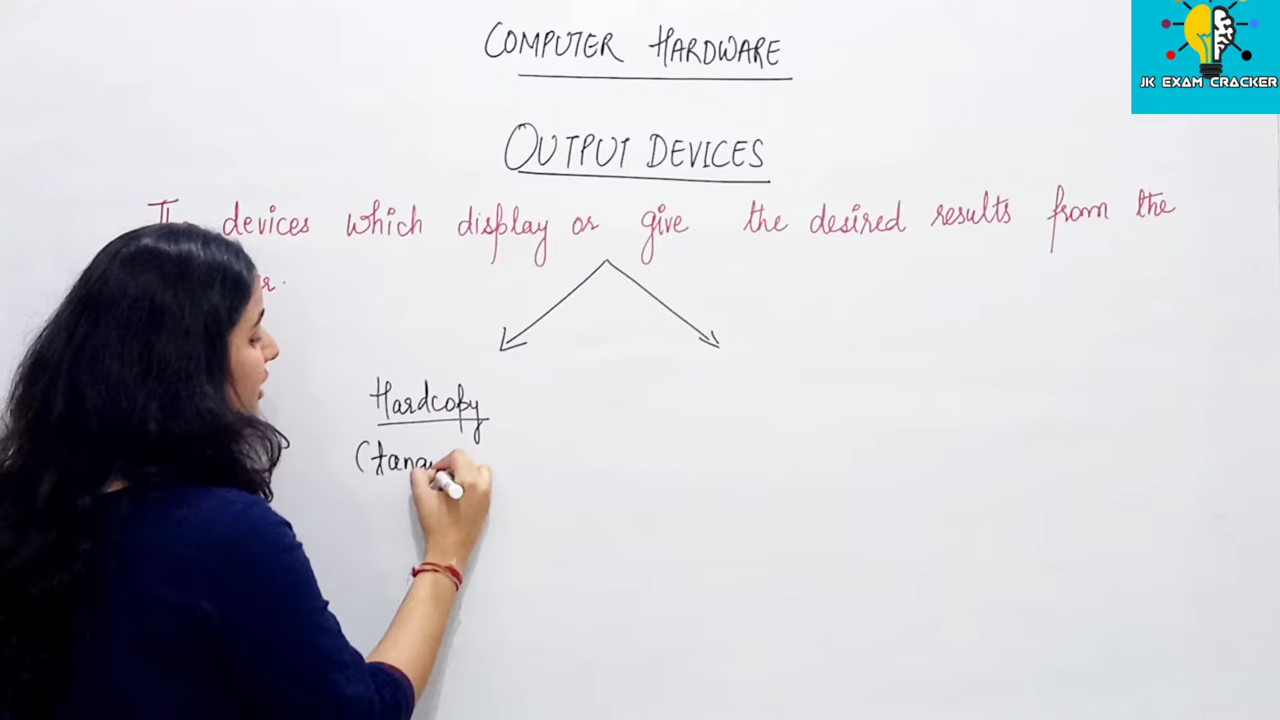 COMPUTER HARDWARE
JK EXAM CRACKER
OUTPUT DEVICES
devices which display or give the desired results from the
Hardcopy